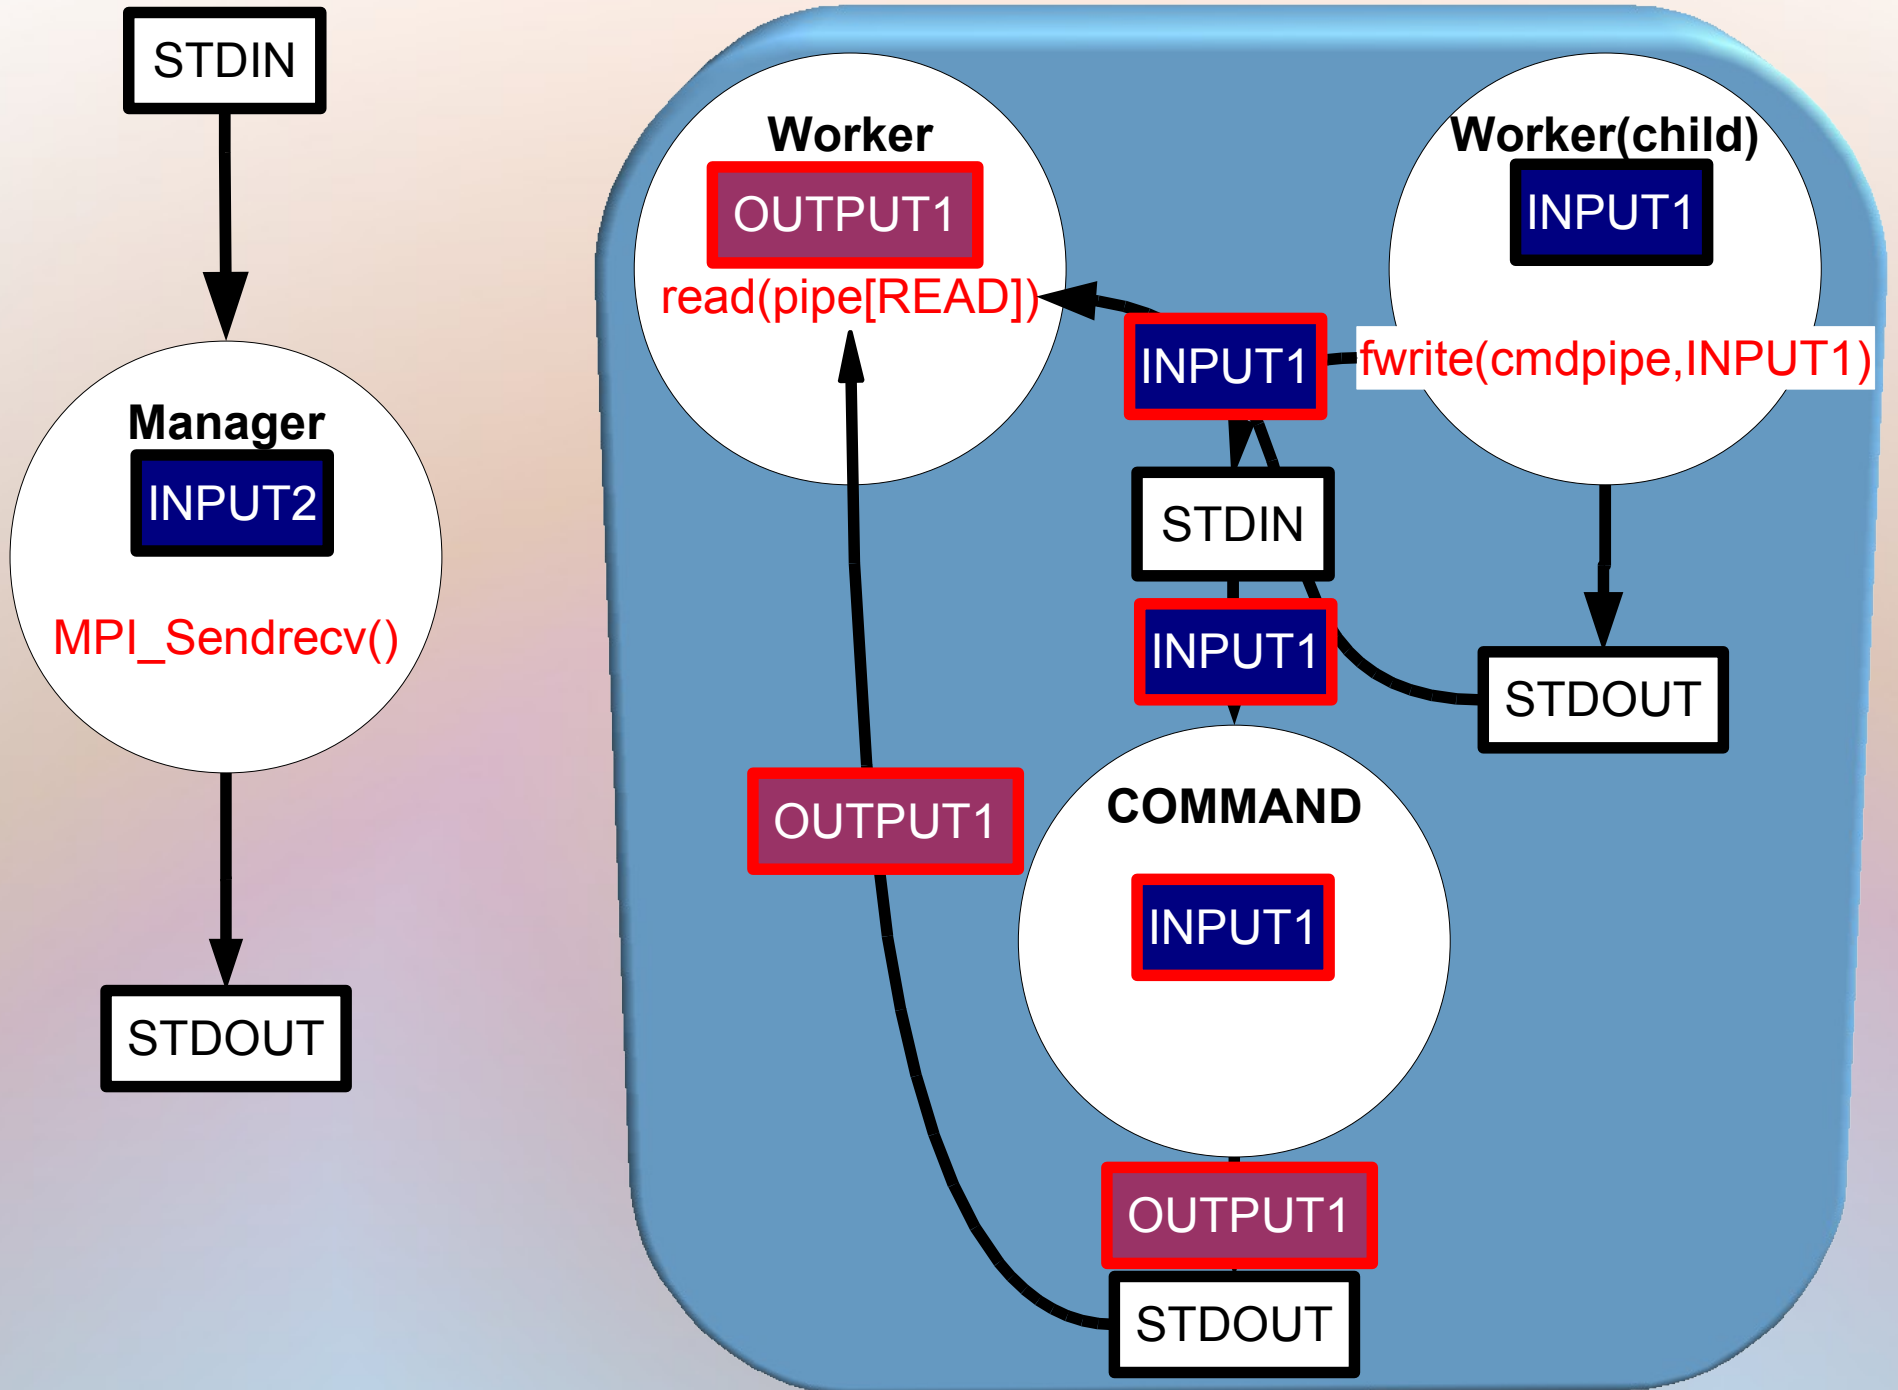 STDIN
Manager
INPUT2
MPI_Sendrecv()
STDOUT
Worker
OUTPUT1
read(pipe[READ])
Worker(child)
INPUT1
fwrite(cmdpipe,INPUT1)
INPUT1
STDIN
INPUT1
STDOUT
OUTPUT1
COMMAND
INPUT1
OUTPUT1
STDOUT